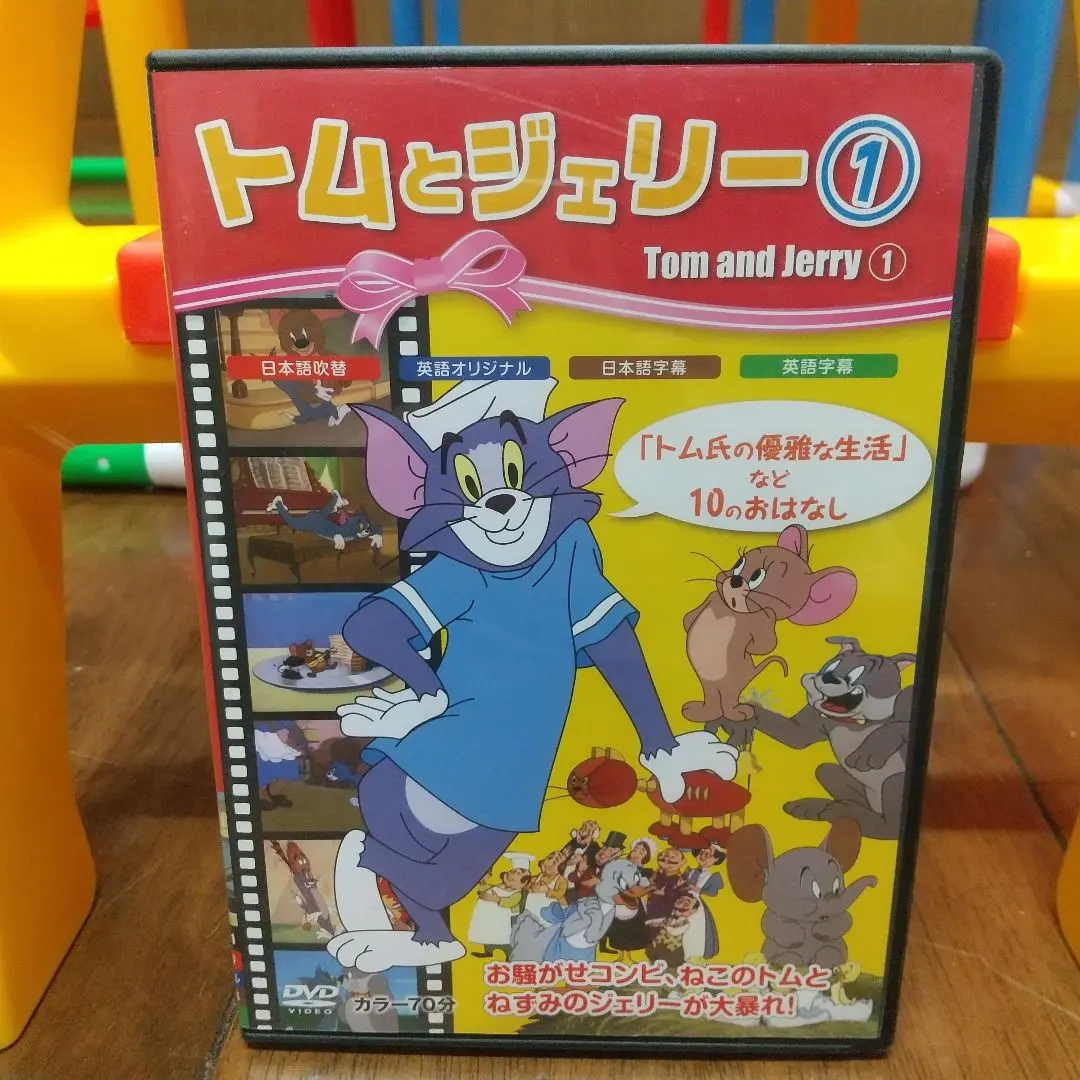 トムとジェリー①
Tom and Jerry ①
日本語吹替
英語オリジナル
日本語字幕
英語字幕
「トム氏の優雅な生活」
など
10のおはなし
お騒がせコンビ、ねこのトムと
ねずみのジェリーが大暴れ!
DVD
VIDEO
カラー70分